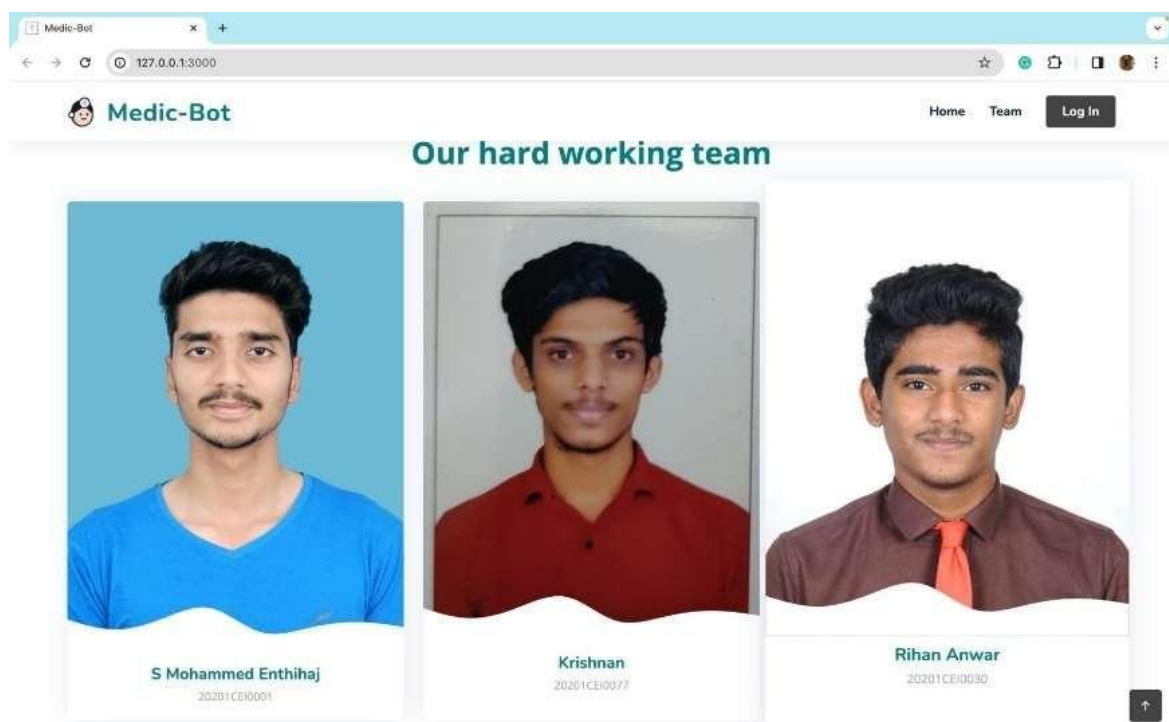 Medic-Bot
127.0.0.1:3000
Medic-Bot
Home Team Log In
Our hard working team
S Mohammed Enthihaj
20201CEI0001
Krishnan
20201CEI0077
Rihan Anwar
20201CEI0030